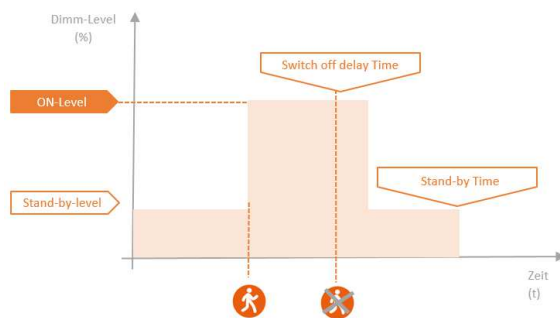 Dimm-Level
(%)
Switch off delay Time
ON-Level
Stand-by Time
Stand-by-level
Zeit
(t)